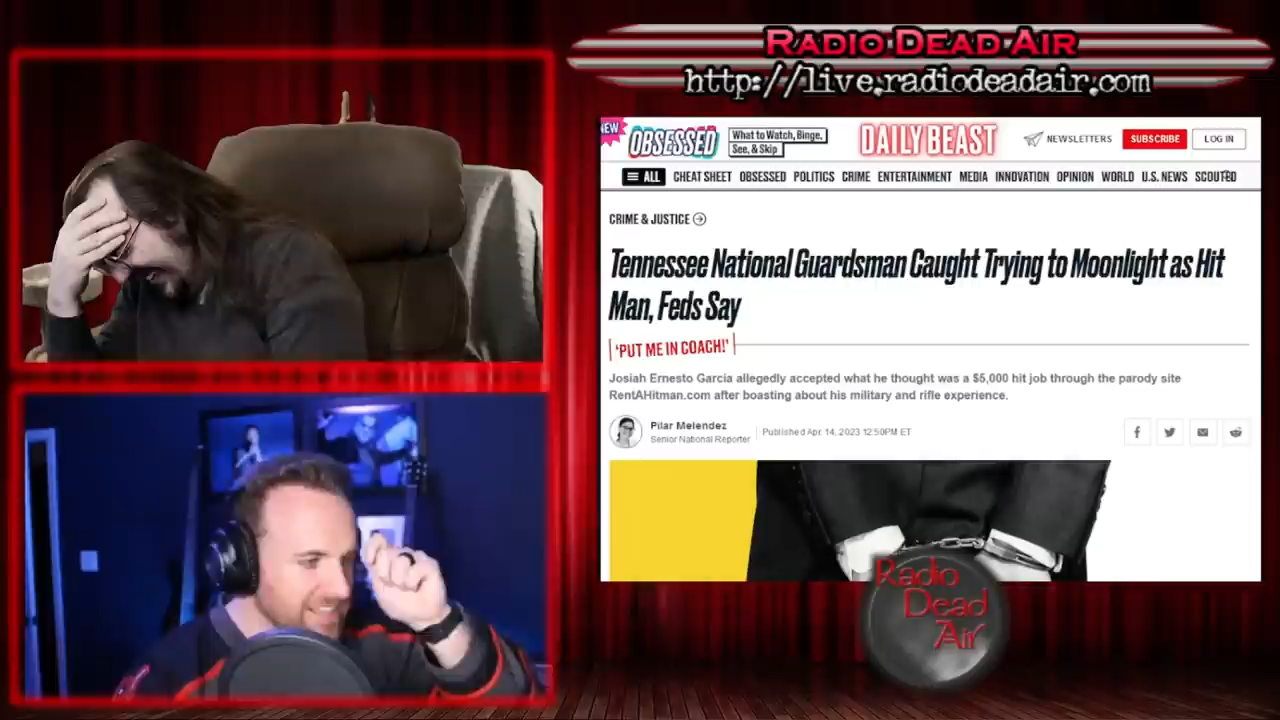 RADIO DEAD AIR
http://live.radiodeadair.com
NEW
OBSESSED
What to Watch, Binge,
See, & Skip
DAILY BEAST
NEWSLETTERS
SUBSCRIBE
LOG IN
ALL CHEAT SHEET OBSESSED POLITICS CRIME ENTERTAINMENT MEDIA INNOVATION OPINION WORLD U.S. NEWS SCOUTED
CRIME & JUSTICE
Tennessee National Guardsman Caught Trying to Moonlight as Hit
Man, Feds Say
'PUT ME IN COACH!'
Josiah Ernesto Garcia allegedly accepted what he thought was a $5,000 hit job through the parody site
RentAHitman.com after boasting about his military and rifle experience.
Pilar Melendez
Senior National Reporter
Published Apr. 14, 2023 12:50PM ET
Radio
Dead
Air